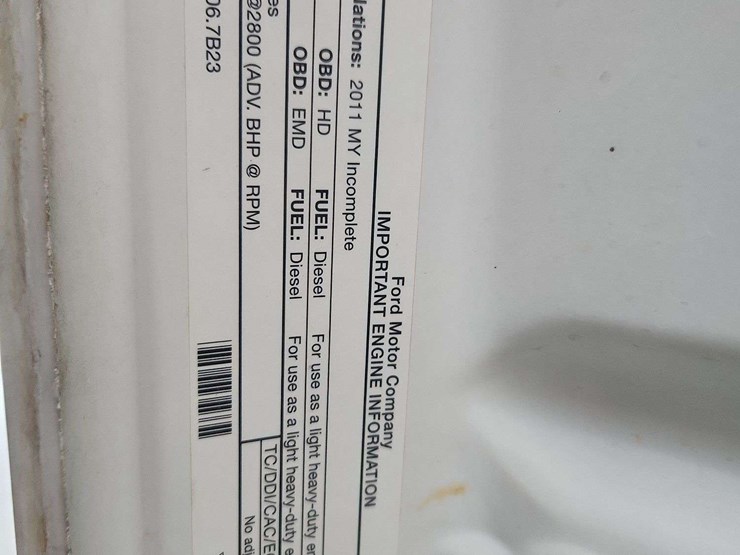 Ford Motor Company
IMPORTANT ENGINE INFORMATION
lations: 2011 MY Incomplete
OBD: HD FUEL: Diesel For use as a light heavy-duty en
OBD: EMD FUEL: Diesel For use as a light heavy-duty e
es TC/DDI/CAC/E
@2800 (ADV. BHP @ RPM) No adj
06.7B23